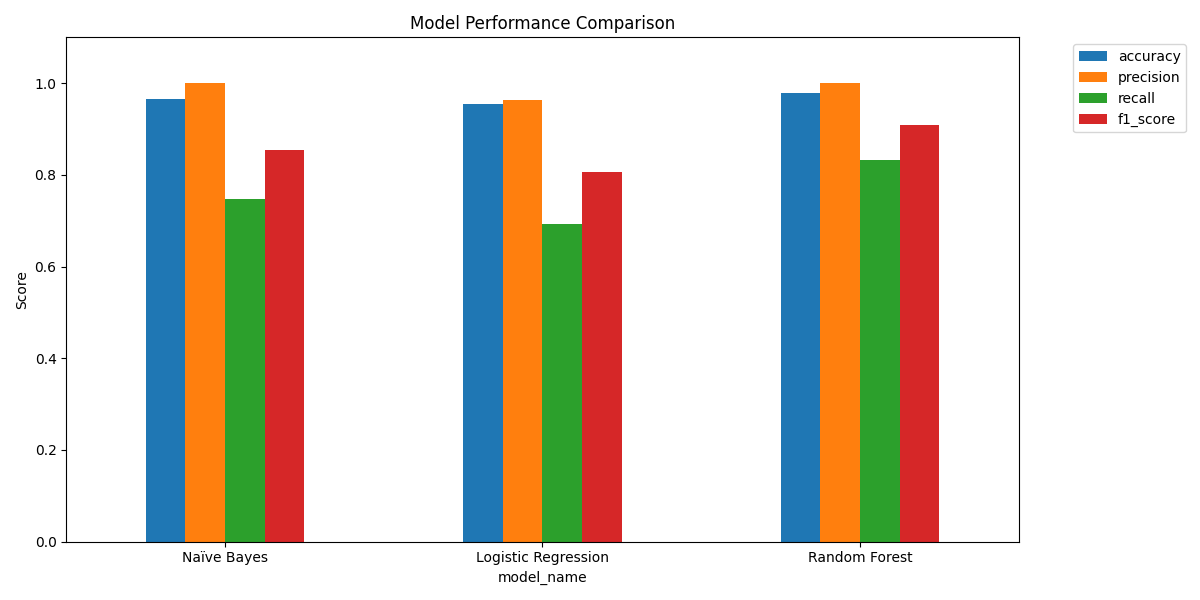 Model Performance Comparison
accuracy
precision
recall
f1_score
Score
1.0
0.8
0.6
0.4
0.2
0.0
Naïve Bayes
Logistic Regression
Random Forest
model_name